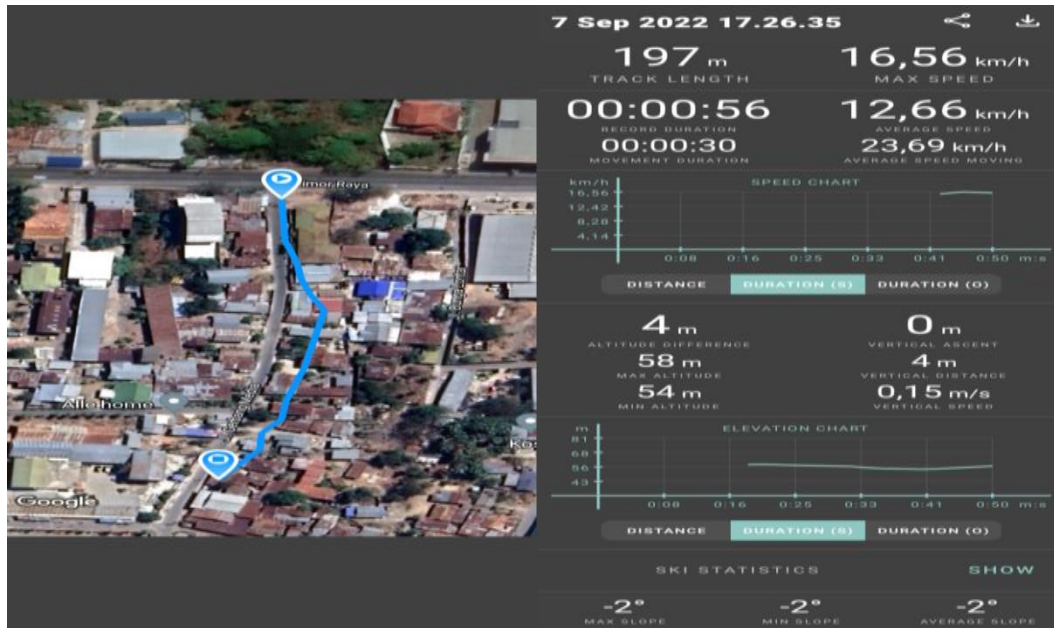 imor Raya
Alle home
Google
7 Sep 2022 17.26.35
197 m
TRACK LENGTH
16,56 km/h
MAX SPEED
00:00:56
RECORD DURATION
12,66 km/h
AVERAGE SPEED
00:00:30
MOVEMENT DURATION
23,69 km/h
AVERAGE SPEED MOVING
km/h
SPEED CHART
16,56
12,42
8,28
4,14
0:08 0:16 0:25 0:33 0:41 0:50 m:s
DISTANCE DURATION (S) DURATION (O)
4 m
ALTITUDE DIFFERENCE
0 m
VERTICAL ASCENT
58 m
MAX ALTITUDE
4 m
VERTICAL DISTANCE
54 m
MIN ALTITUDE
0,15 m/s
VERTICAL SPEED
m
ELEVATION CHART
81
68
56
43
0:08 0:16 0:25 0:33 0:41 0:50 m:s
DISTANCE DURATION (S) DURATION (O)
SKI STATISTICS SHOW
-2°
MAX SLOPE
-2°
MIN SLOPE
-2°
AVERAGE SLOPE